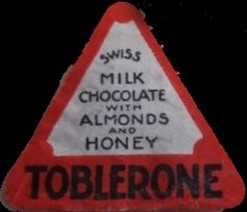 SWISS
MILK
CHOCOLATE
WITH
ALMONDS
AND
HONEY
TOBLERONE